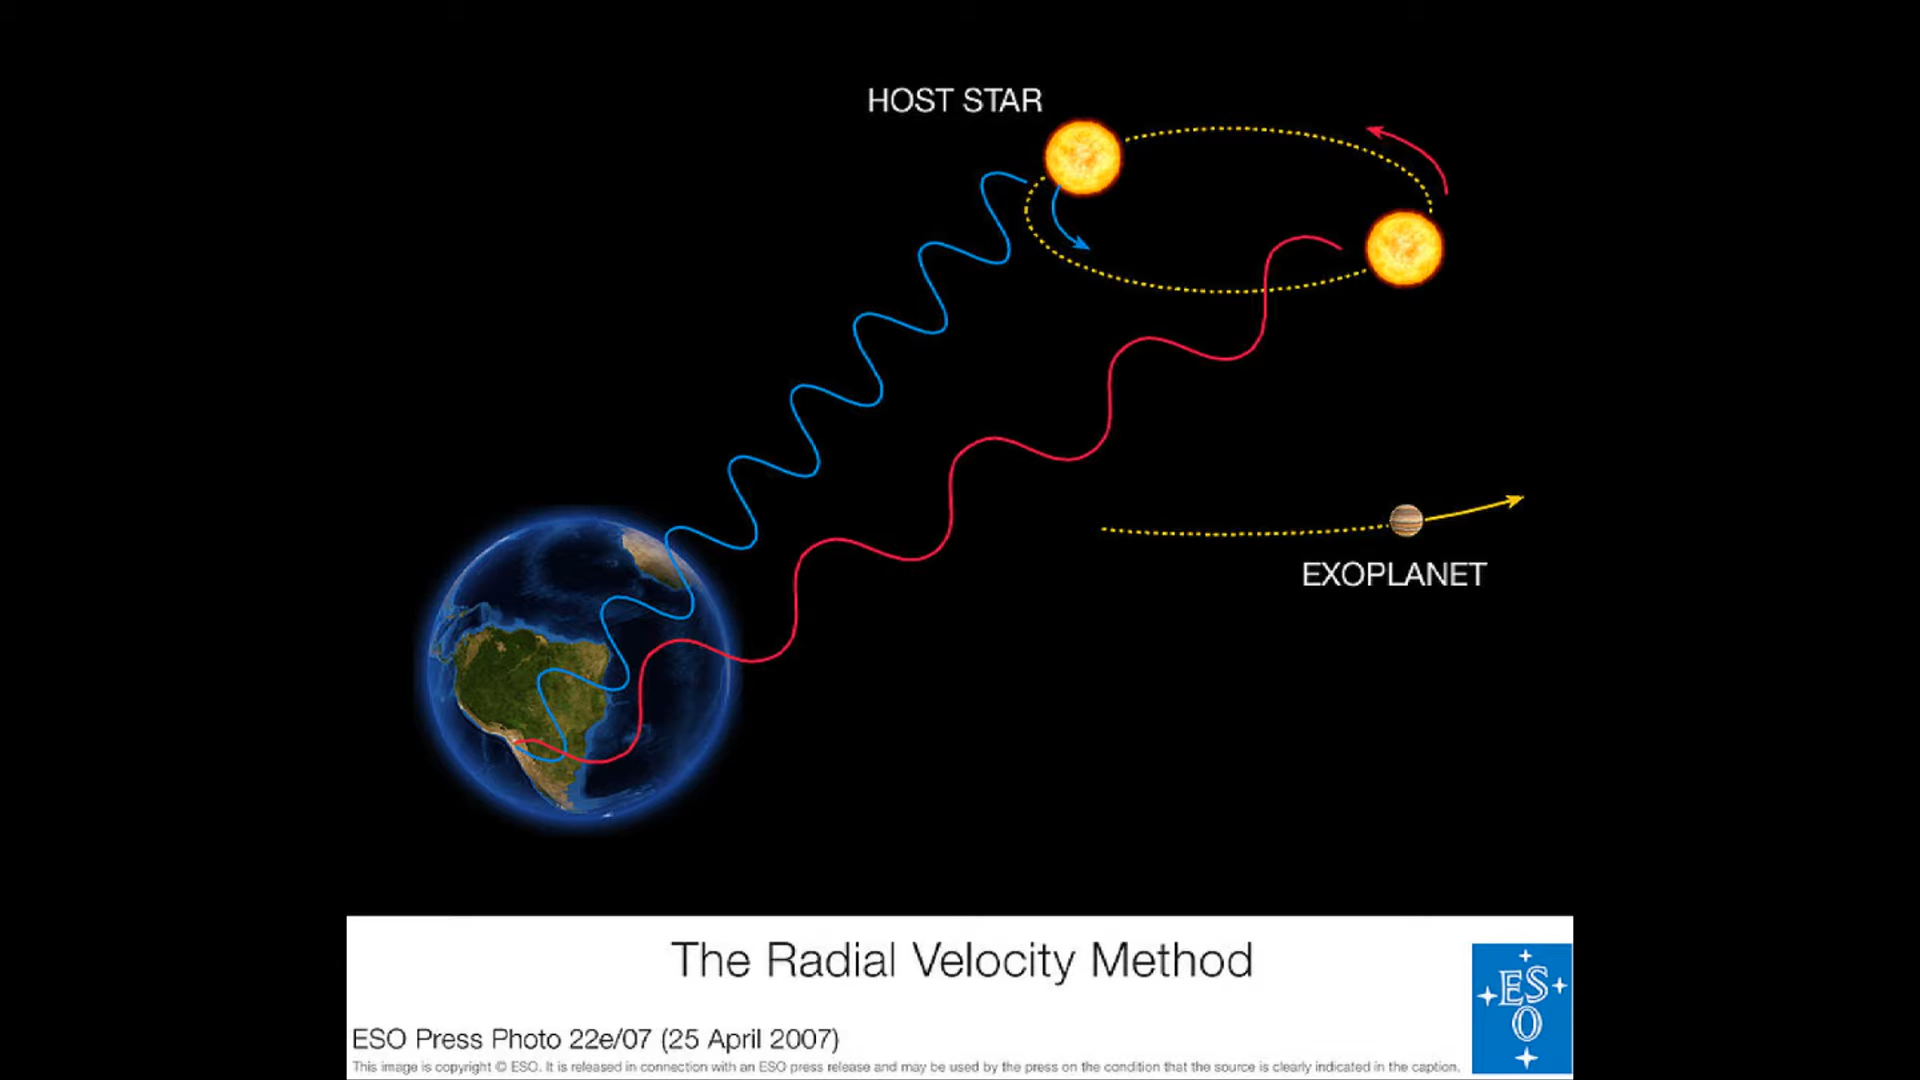 HOST STAR
EXOPLANET
The Radial Velocity Method
ES
O
ESO Press Photo 22e/07 (25 April 2007)
This image is copyright © ESO. It is released in connection with an ESO press release and may be used by the press on the condition that the source is clearly indicated in the caption.